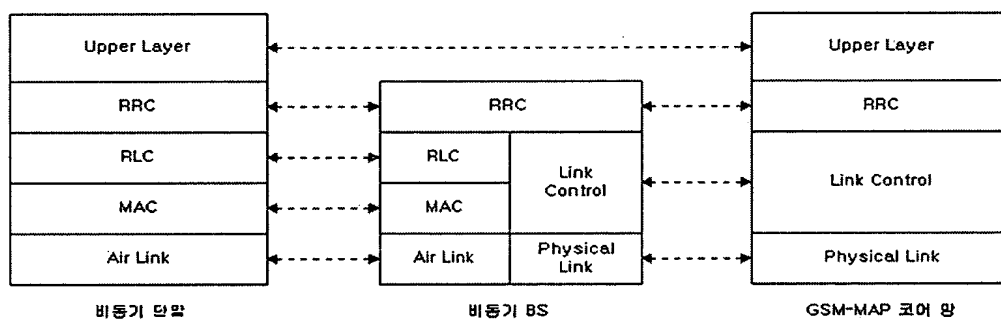 Upper Layer
RRC
RLC
MAC
Air Link
비동기 단말
RRC
RLC
MAC
Air Link
Link
Control
Physical
Link
비동기 BS
Upper Layer
RRC
Link Control
Physical Link
GSM-MAP 코어 망